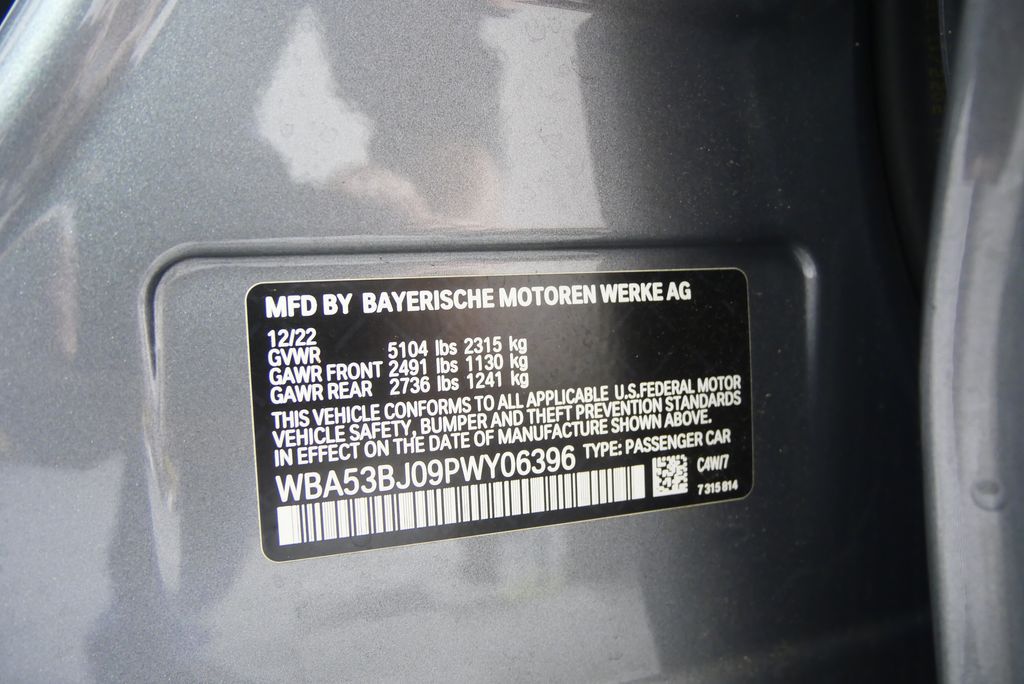 MFD BY BAYERISCHE MOTOREN WERKE AG
12/22
GVWR 5104 lbs 2315 kg
GAWR FRONT 2491 lbs 1130 kg
GAWR REAR 2736 lbs 1241 kg
THIS VEHICLE CONFORMS TO ALL APPLICABLE U.S.FEDERAL MOTOR
VEHICLE SAFETY, BUMPER AND THEFT PREVENTION STANDARDS
IN EFFECT ON THE DATE OF MANUFACTURE SHOWN ABOVE.
WBA53BJ09PWY06396 TYPE: PASSENGER CAR
C4W/7
7 315 814